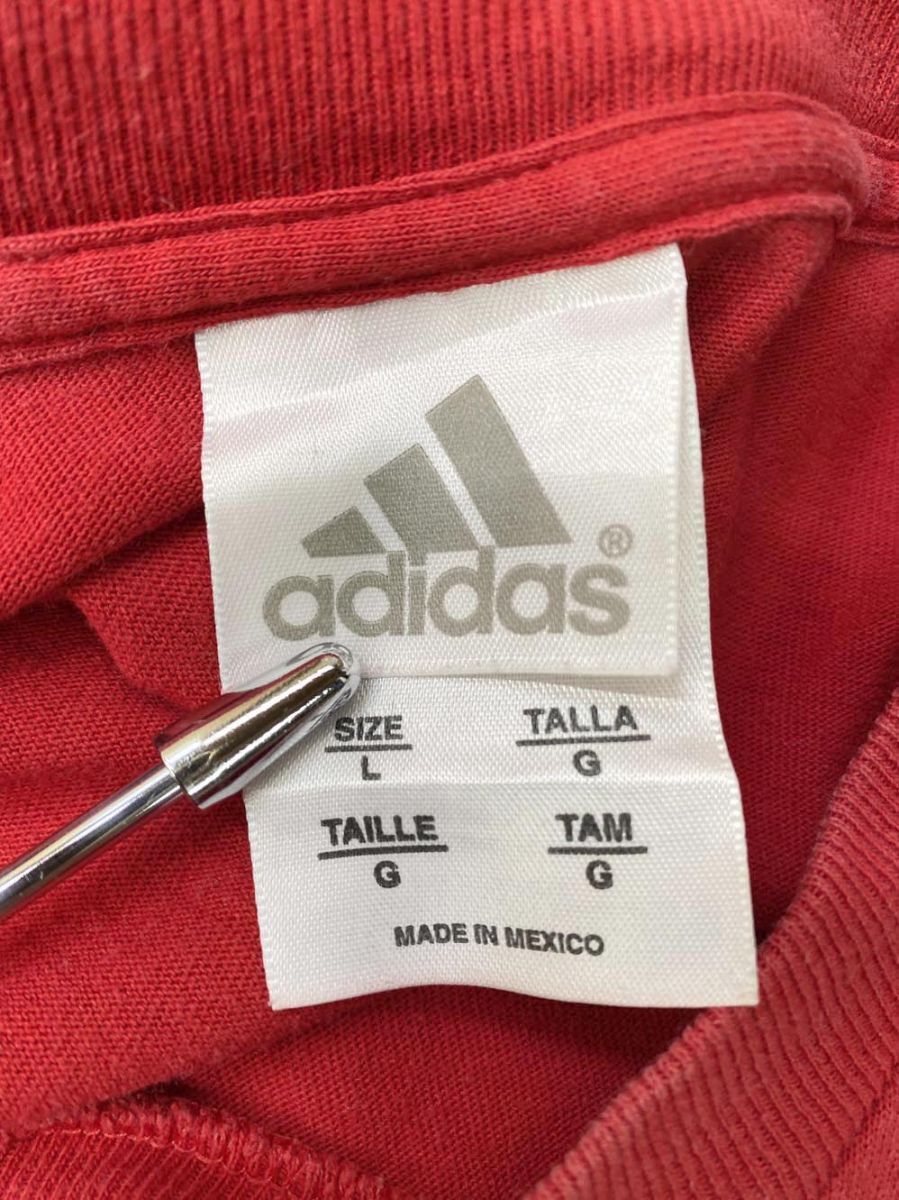 adidas®
SIZE TALLA
L G
TAILLE TAM
G G
MADE IN MEXICO